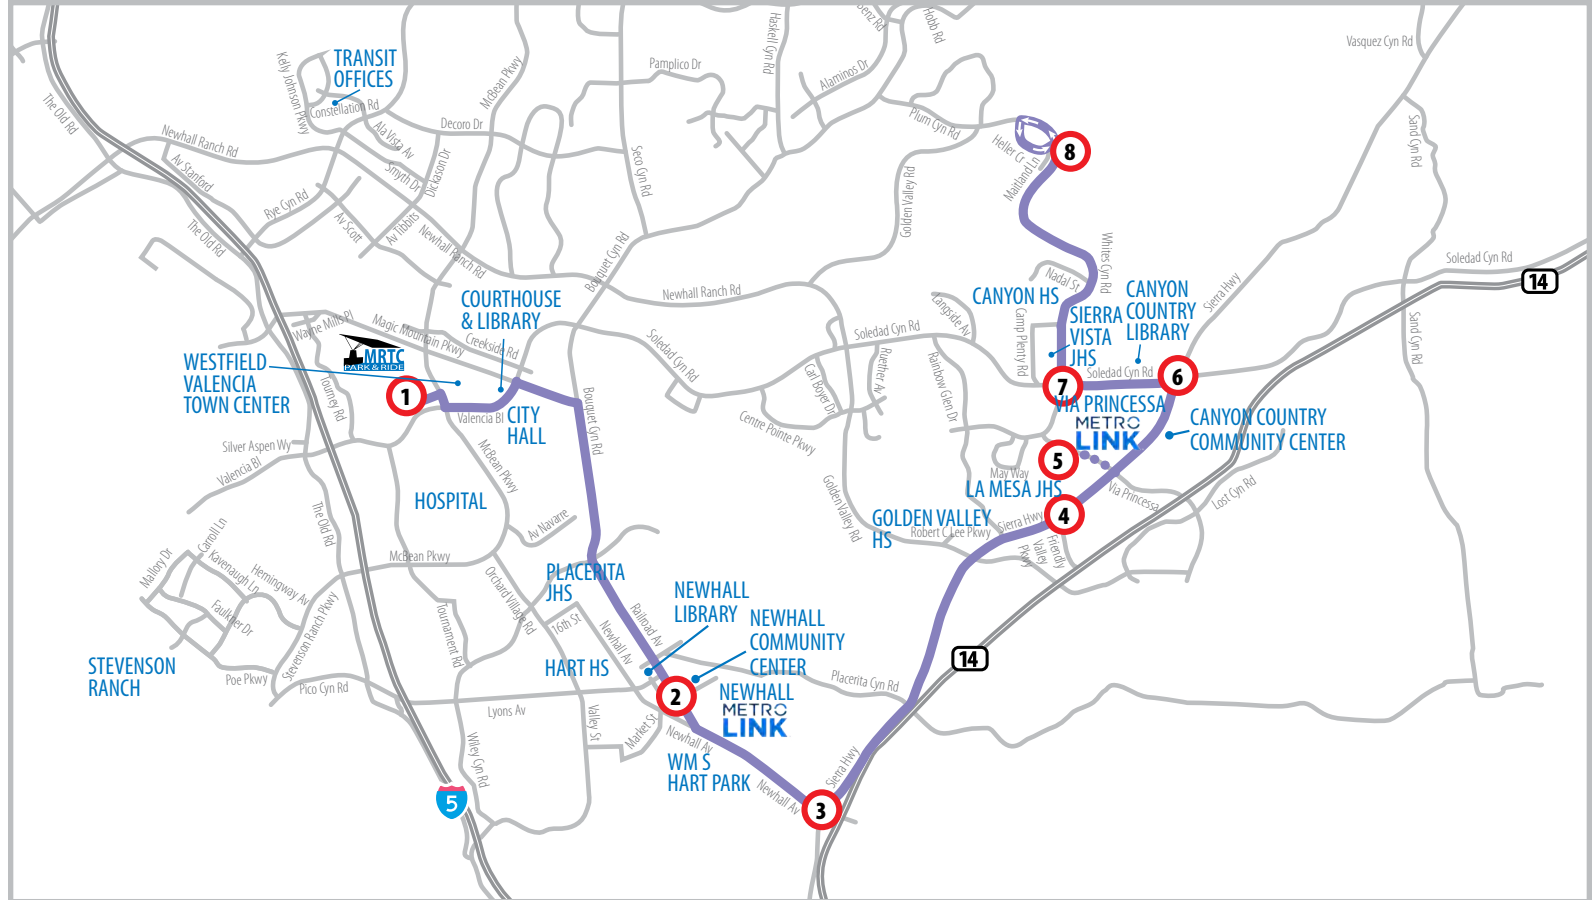 Haskell Cyn Rd
Benz Rd
Hobb Rd
Vasquez Cyn Rd
TRANSIT
OFFICES
Kelly Johnson Pkwy
Constellation Rd
McBean Pkwy
Pamplico Dr
Alaminos Dr
The Old Rd
Newhall Ranch Rd
Av Stanford
Ala Vista Av
Decoro Dr
Smyth Dr
Dickason Dr
Seco Cyn Rd
Plum Cyn Rd
Heller Cr
Maitland Ln
8
Sand Cyn Rd
Rye Cyn Rd
Av Scott
Av Tibbits
Newhall Ranch Rd
The Old Rd
Golden Valley Rd
Bouquet Cyn Rd
Whites Cyn Rd
Nadal St
Sierra Hwy
Soledad Cyn Rd
14
Newhall Ranch Rd
COURTHOUSE
& LIBRARY
CANYON HS
CANYON
COUNTRY
LIBRARY
SIERRA
VISTA
JHS
Camp Plenty Rd
Langside Av
Wayne Mills Pl
Magic Mountain Pkwy
Creekside Rd
Soledad Cyn Rd
Soledad Cyn Rd
Sand Cyn Rd
MRTC
PARK & RIDE
WESTFIELD
VALENCIA
TOWN CENTER
1
Tourney Rd
Valencia Bl
CITY
HALL
Bouquet Cyn Rd
Ruether Av
Carl Boyer Dr
Rainbow Glen Dr
Centre Pointe Pkwy
Soledad Cyn Rd
7
6
VIA PRINCESSA
METRO
LINK
CANYON COUNTRY
COMMUNITY CENTER
5
May Way
LA MESA JHS
Via Princessa
Lost Cyn Rd
Silver Aspen Wy
Valencia Bl
McBean Pkwy
HOSPITAL
The Old Rd
Av Navarre
Golden Valley Rd
GOLDEN VALLEY
HS
Robert C Lee Pkwy
Sierra Hwy
4
Friendly
Valley
Pkwy
Mallory Dr
Carroll Ln
Kavenaugh Ln
Hemingway Av
Faulkner Dr
Stevenson Ranch Pkwy
McBean Pkwy
PLACERITA
JHS
Orchard Village Rd
Tournament Rd
16th St
Newhall Av
Railroad Av
NEWHALL
LIBRARY
NEWHALL
COMMUNITY
CENTER
STEVENSON
RANCH
Poe Pkwy
Pico Cyn Rd
HART HS
Lyons Av
Valley St
Market St
2
NEWHALL
METRO
LINK
Placerita Cyn Rd
14
Newhall Av
WM S
HART PARK
Wiley Cyn Rd
5
Newhall Av
Sierra Hwy
3